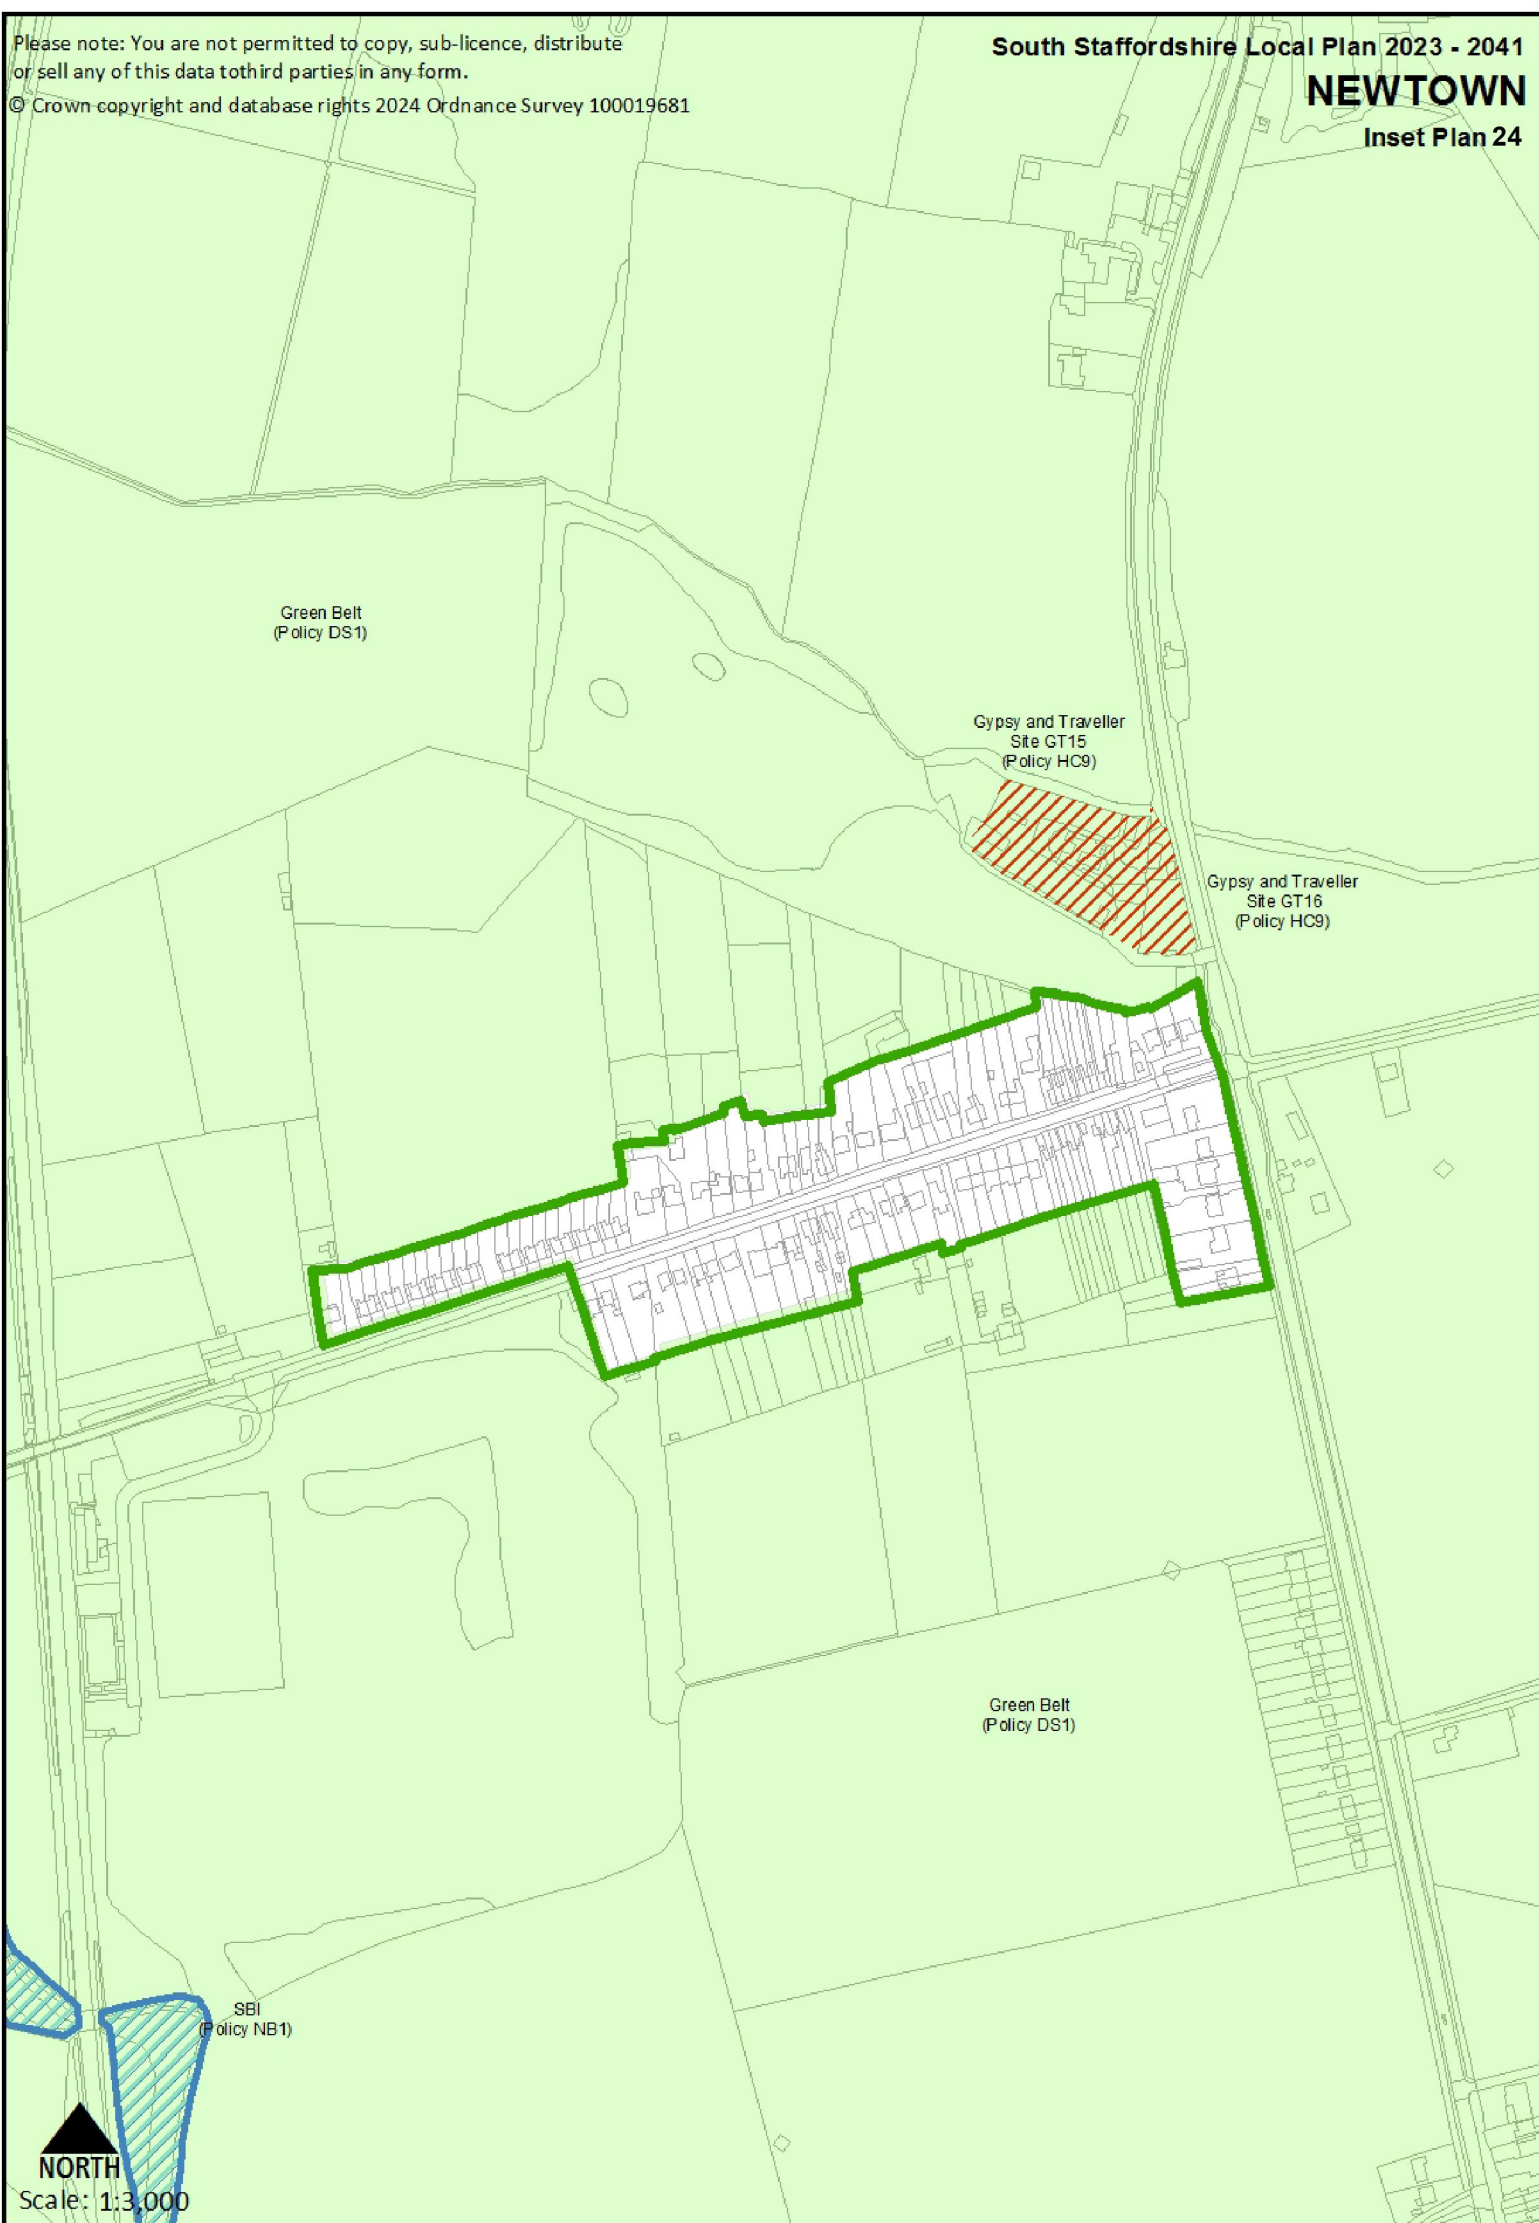 Please note: You are not permitted to copy, sub-licence, distribute
or sell any of this data tothird parties in any form.
© Crown copyright and database rights 2024 Ordnance Survey 100019681
South Staffordshire Local Plan 2023 - 2041
NEWTOWN
Inset Plan 24
Green Belt
(Policy DS1)
Gypsy and Traveller
Site GT15
(Policy HC9)
Gypsy and Traveller
Site GT16
(Policy HC9)
Green Belt
(Policy DS1)
SBI
(Policy NB1)
NORTH
Scale: 1:3,000